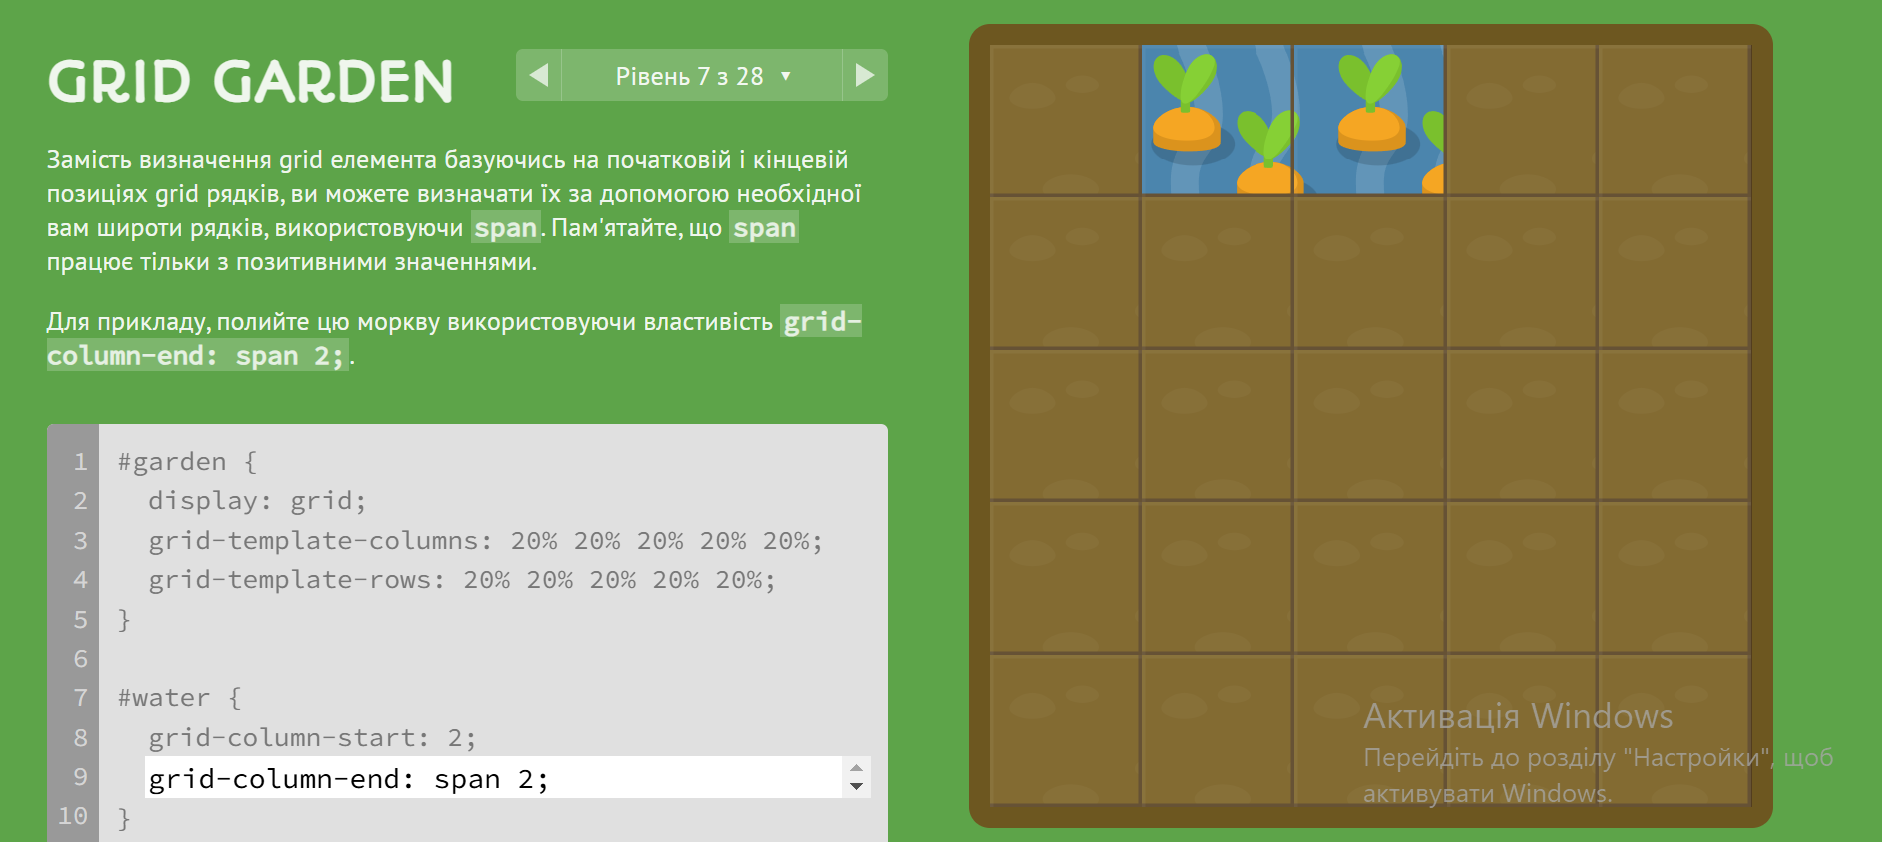 GRID GARDEN
Рівень 7 з 28 ▼
Замість визначення grid елемента базуючись на початковій і кінцевій
позиціях grid рядків, ви можете визначати їх за допомогою необхідної
вам широти рядків, використовуючи span. Пам'ятайте, що span
працює тільки з позитивними значеннями.
Для прикладу, полийте цю моркву використовуючи властивість grid-
column-end: span 2;.
1 #garden {
2 display: grid;
3 grid-template-columns: 20% 20% 20% 20% 20%;
4 grid-template-rows: 20% 20% 20% 20% 20%;
5 }
6
7 #water {
8 grid-column-start: 2;
9 grid-column-end: span 2;
10 }
Активація Windows
Перейдіть до розділу "Настройки", щоб
активувати Windows.